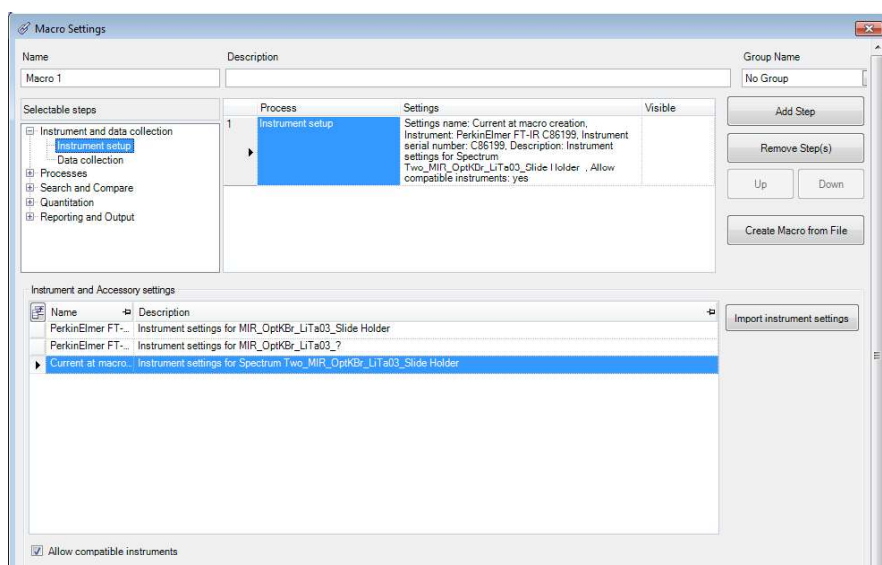 Macro Settings
Name
Description
Group Name
Macro 1
No Group
Selectable steps
Process
Settings
Visible
Instrument and data collection
Instrument setup
Data collection
Processes
Search and Compare
Quantitation
Reporting and Output
1
Instrument setup
Settings name: Current at macro creation,
Instrument: PerkinElmer FT-IR C86199, Instrument
serial number: C86199, Description: Instrument
settings for Spectrum
Two_MIR_OptKBr_LiTa03_Slide Holder , Allow
compatible instruments: yes
Add Step
Remove Step(s)
Up
Down
Create Macro from File
Instrument and Accessory settings
Name
Description
PerkinElmer FT-... Instrument settings for MIR_OptKBr_LiTa03_Slide Holder
PerkinElmer FT-... Instrument settings for MIR_OptKBr_LiTa03_?
Current at macro... Instrument settings for Spectrum Two_MIR_OptKBr_LiTa03_Slide Holder
Import instrument settings
Allow compatible instruments